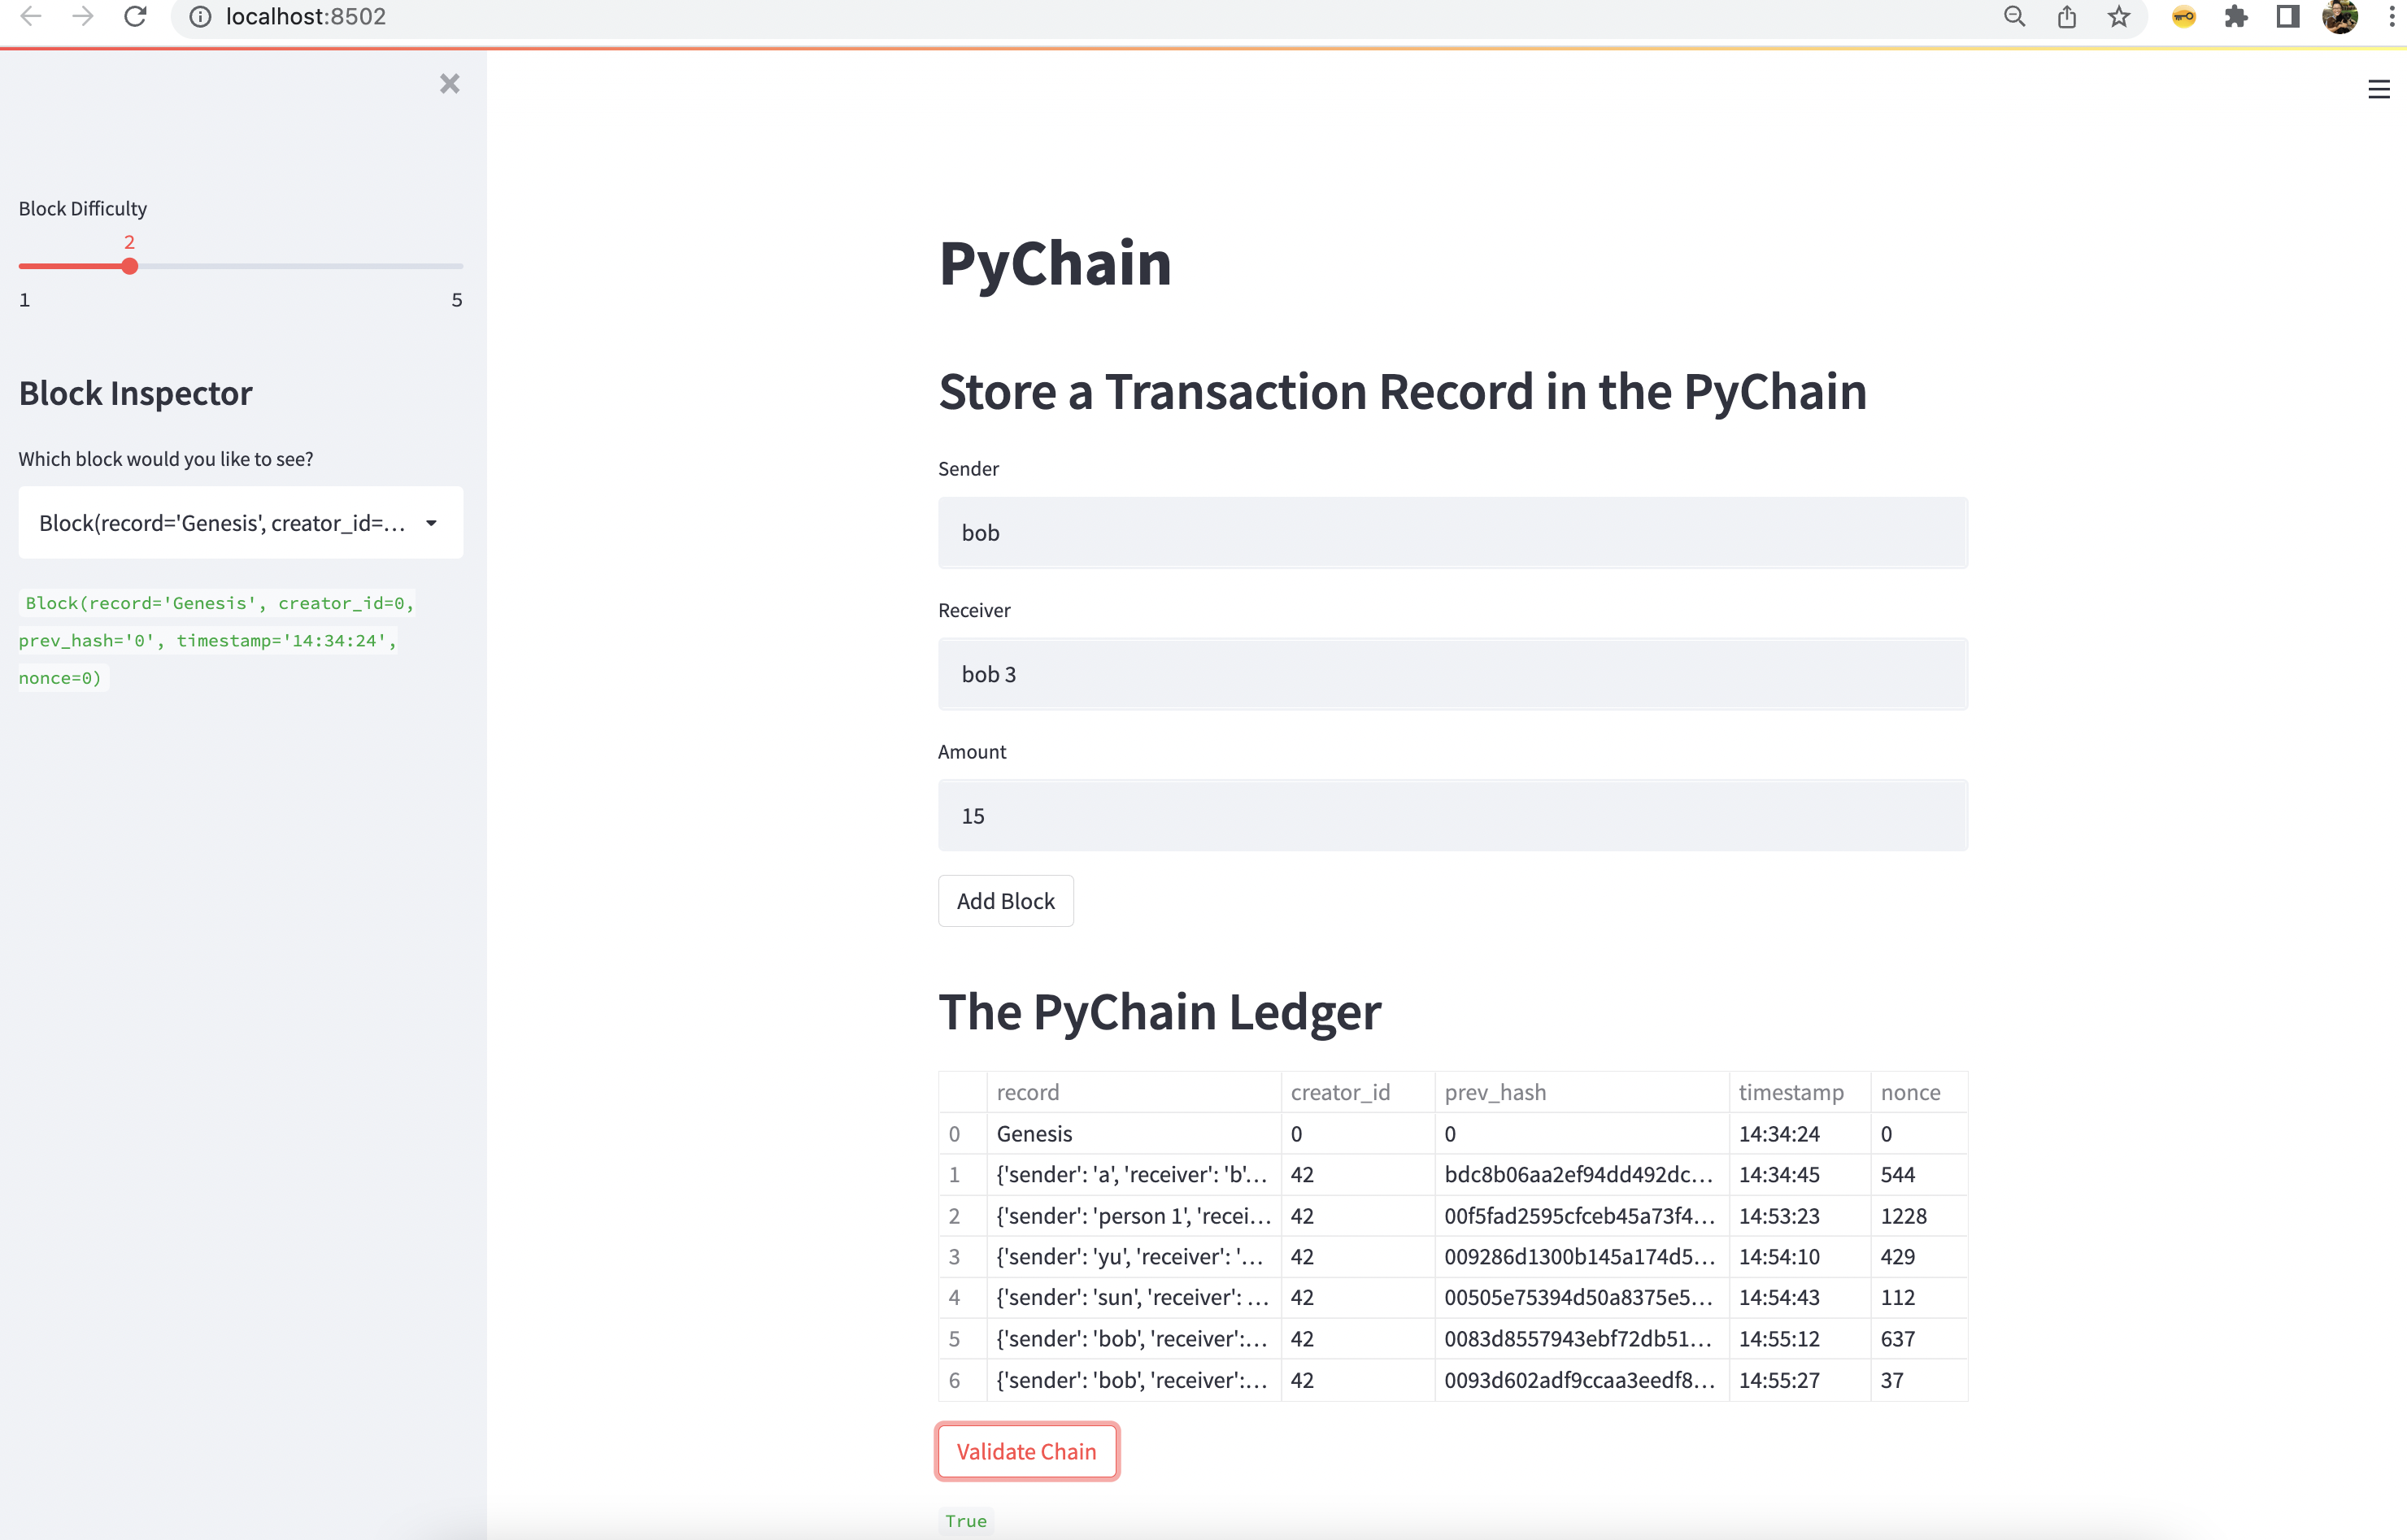 localhost:8502
Block Difficulty
2
1 5
Block Inspector
Which block would you like to see?
Block(record='Genesis', creator_id=...
Block(record='Genesis', creator_id=0,
prev_hash='0', timestamp='14:34:24',
nonce=0)
PyChain
Store a Transaction Record in the PyChain
Sender
bob
Receiver
bob 3
Amount
15
Add Block
The PyChain Ledger
record creator_id prev_hash timestamp nonce
0 Genesis 0 0 14:34:24 0
1 {'sender': 'a', 'receiver': 'b'... 42 bdc8b06aa2ef94dd492dc... 14:34:45 544
2 {'sender': 'person 1', 'recei... 42 00f5fad2595cfceb45a73f4... 14:53:23 1228
3 {'sender': 'yu', 'receiver': '... 42 009286d1300b145a174d5... 14:54:10 429
4 {'sender': 'sun', 'receiver': ... 42 00505e75394d50a8375e5... 14:54:43 112
5 {'sender': 'bob', 'receiver':... 42 0083d8557943ebf72db51... 14:55:12 637
6 {'sender': 'bob', 'receiver':... 42 0093d602adf9ccaa3eedf8... 14:55:27 37
Validate Chain
True